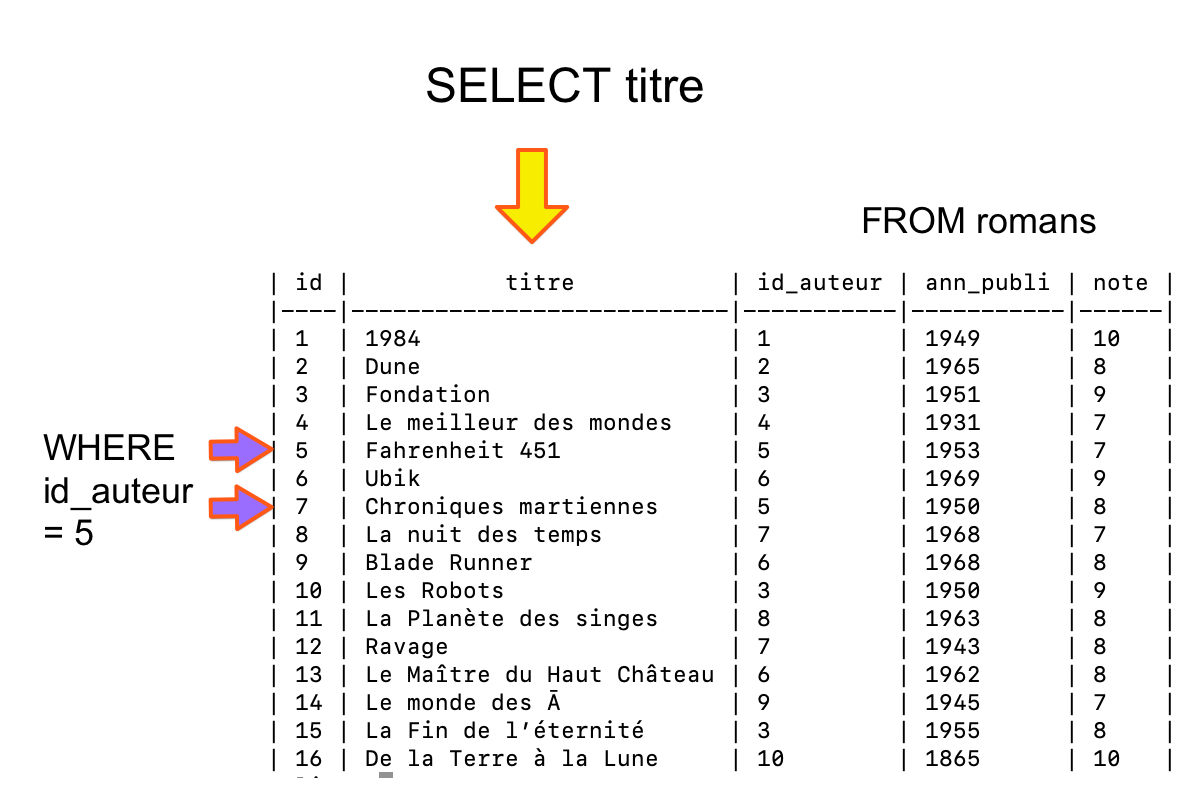 SELECT titre
FROM romans
| id | titre | id_auteur | ann_publi | note |
|----|---------------------------|-----------|-----------|------|
| 1 | 1984 | 1 | 1949 | 10 |
| 2 | Dune | 2 | 1965 | 8 |
| 3 | Fondation | 3 | 1951 | 9 |
| 4 | Le meilleur des mondes | 4 | 1931 | 7 |
WHERE
| 5 | Fahrenheit 451 | 5 | 1953 | 7 |
| 6 | Ubik | 6 | 1969 | 9 |
id_auteur
| 7 | Chroniques martiennes | 5 | 1950 | 8 |
= 5
| 8 | La nuit des temps | 7 | 1968 | 7 |
| 9 | Blade Runner | 6 | 1968 | 8 |
| 10 | Les Robots | 3 | 1950 | 9 |
| 11 | La Planète des singes | 8 | 1963 | 8 |
| 12 | Ravage | 7 | 1943 | 8 |
| 13 | Le Maître du Haut Château | 6 | 1962 | 8 |
| 14 | Le monde des Ā | 9 | 1945 | 7 |
| 15 | La Fin de l’éternité | 3 | 1955 | 8 |
| 16 | De la Terre à la Lune | 10 | 1865 | 10 |